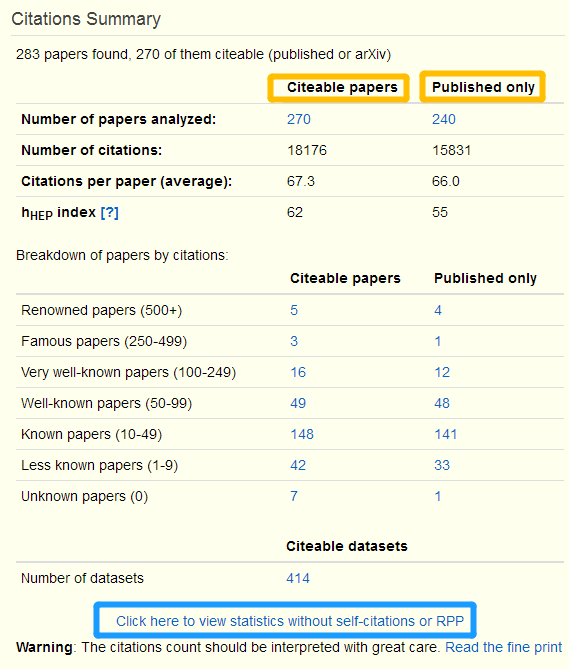 Citations Summary
283 papers found, 270 of them citeable (published or arXiv)
Citeable papers Published only
Number of papers analyzed: 270 240
Number of citations: 18176 15831
Citations per paper (average): 67.3 66.0
hHEP index [?] 62 55
Breakdown of papers by citations:
Citeable papers Published only
Renowned papers (500+) 5 4
Famous papers (250-499) 3 1
Very well-known papers (100-249) 16 12
Well-known papers (50-99) 49 48
Known papers (10-49) 148 141
Less known papers (1-9) 42 33
Unknown papers (0) 7 1
Citeable datasets
Number of datasets 414
Click here to view statistics without self-citations or RPP
Warning: The citations count should be interpreted with great care. Read the fine print